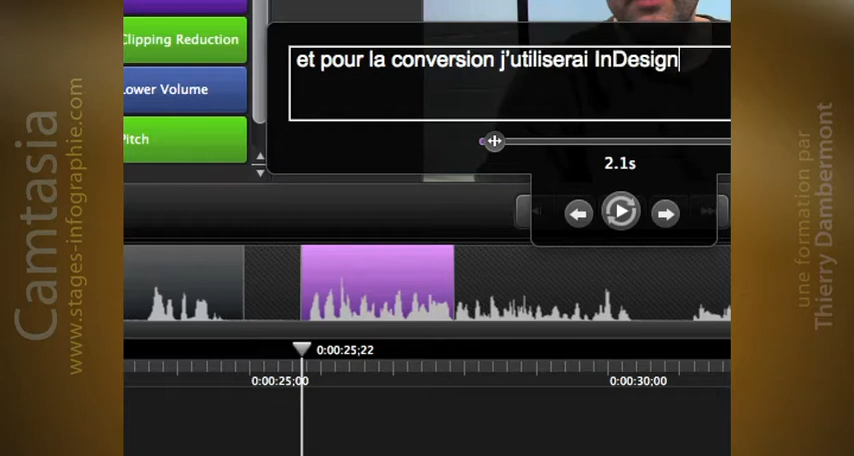 Clipping Reduction
Lower Volume
Pitch
et pour la conversion j'utiliserai InDesign
2.1s
0:00:25;22
0:00:25;00
0:00:30;00
Camtasia
www.stages-infographie.com
une formation par
Thierry Dambermont